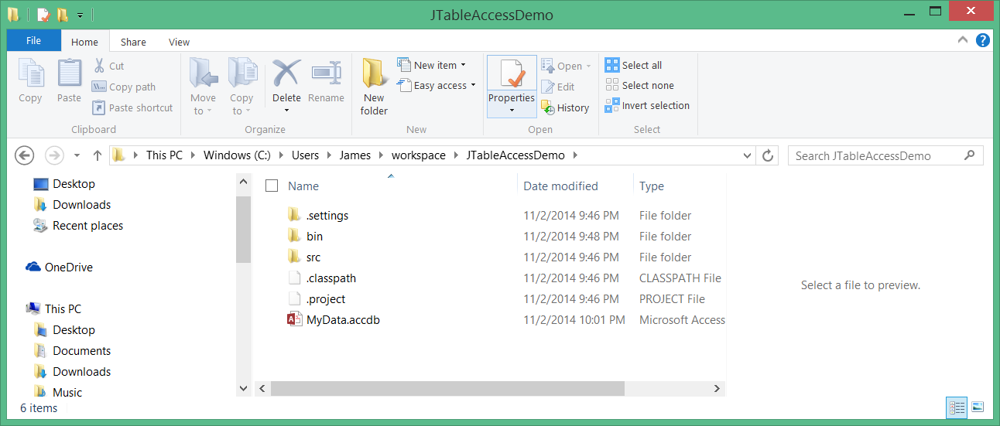 JTableAccessDemo
File Home Share View
Copy
Paste
Cut
Copy path
Paste shortcut
Clipboard
Move to
Copy to
Delete
Rename
Organize
New folder
New item
Easy access
New
Properties
Open
Edit
History
Open
Select all
Select none
Invert selection
Select
This PC Windows (C:) Users James workspace JTableAccessDemo
Search JTableAccessDemo
Desktop
Downloads
Recent places
OneDrive
This PC
Desktop
Documents
Downloads
Music
Name Date modified Type
.settings 11/2/2014 9:46 PM File folder
bin 11/2/2014 9:48 PM File folder
src 11/2/2014 9:46 PM File folder
.classpath 11/2/2014 9:46 PM CLASSPATH File
.project 11/2/2014 9:46 PM PROJECT File
MyData.accdb 11/2/2014 10:01 PM Microsoft Access
Select a file to preview.
6 items